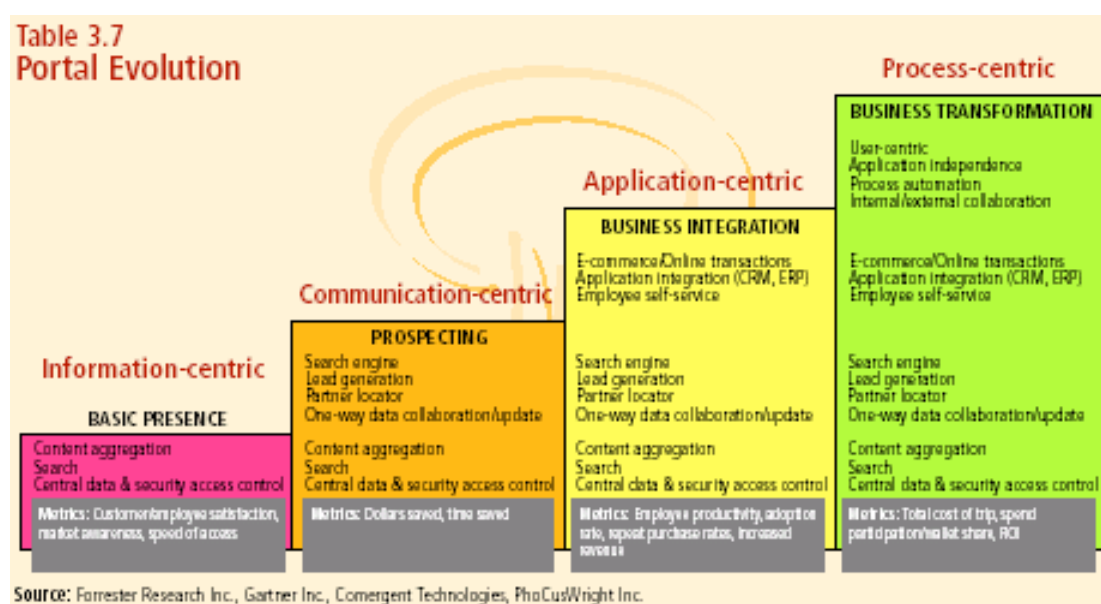 Table 3.7
Portal Evolution
Process-centric
BUSINESS TRANSFORMATION
User-centric
Application independence
Process automation
Internal/external collaboration
E-commerce/Online transactions
Application integration (CRM, ERP)
Employee self-service
Search engine
Lead generation
Partner locator
One-way data collaboration/update
Content aggregation
Search
Central data & security access control
Metrics: Total cost of trip, spend
participation/wallet share, ROI
Application-centric
BUSINESS INTEGRATION
E-commerce/Online transactions
Application integration (CRM, ERP)
Employee self-service
Search engine
Lead generation
Partner locator
One-way data collaboration/update
Content aggregation
Search
Central data & security access control
Metrics: Employee productivity, adoption
rate, repeat purchase rates, increased
revenue
Communication-centric
PROSPECTING
Search engine
Lead generation
Partner locator
One-way data collaboration/update
Content aggregation
Search
Central data & security access control
Metrics: Dollars saved, time saved
Information-centric
BASIC PRESENCE
Content aggregation
Search
Central data & security access control
Metrics: Customer/employee satisfaction,
market awareness, speed of access
Source: Forrester Research Inc., Gartner Inc., Comergent Technologies, PhoCusWright Inc.